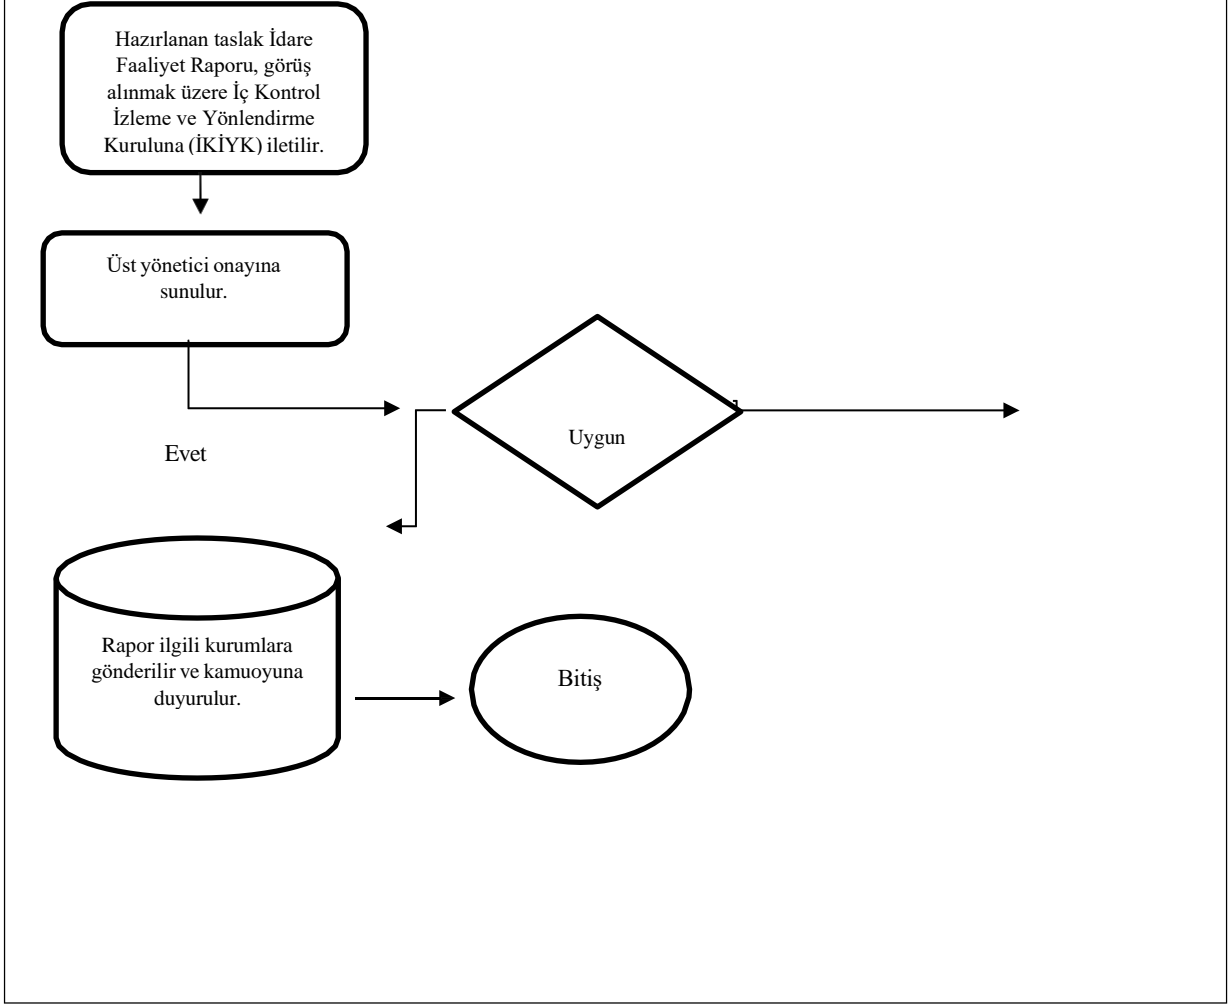 Hazırlanan taslak İdare
Faaliyet Raporu, görüş
alınmak üzere İç Kontrol
İzleme ve Yönlendirme
Kuruluna (İKİYK) iletilir.
Üst yönetici onayına
sunulur.
Uygun
Evet
Rapor ilgili kurumlara
gönderilir ve kamuoyuna
duyurulur.
Bitiş